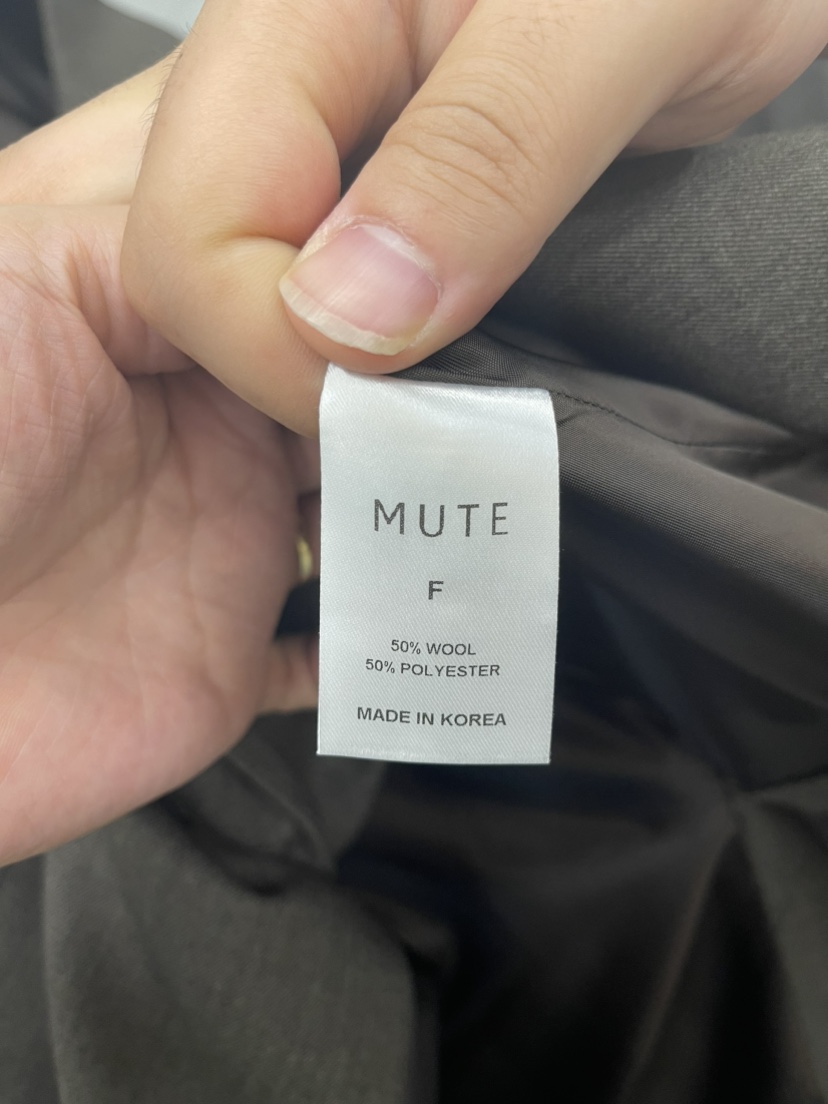 MUTE
F
50% WOOL
50% POLYESTER
MADE IN KOREA